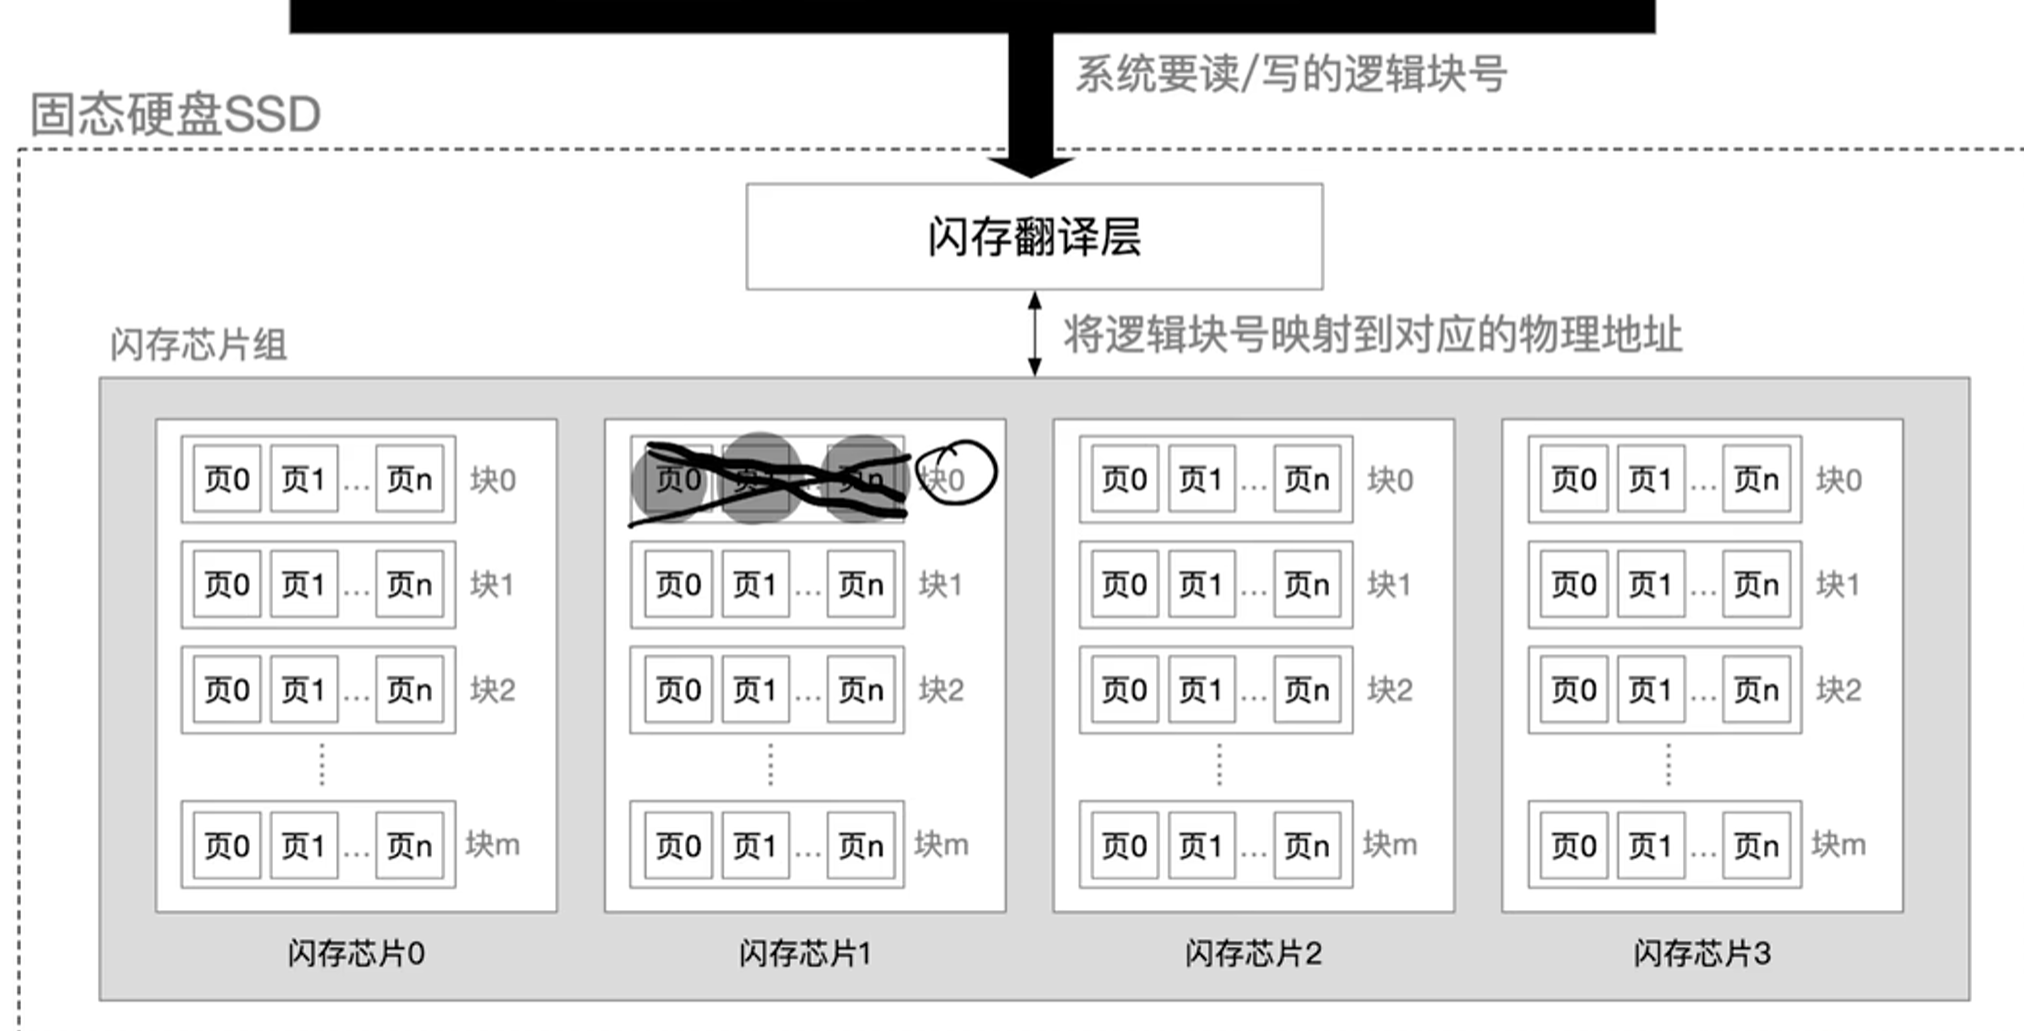 系统要读/写的逻辑块号
固态硬盘SSD
闪存翻译层
将逻辑块号映射到对应的物理地址
闪存芯片组
页0 页1 ... 页n 块0
页0 页n 块0
页0 页1 ... 页n 块0
页0 页1 ... 页n 块0
页0 页1 ... 页n 块1
页0 页1 ... 页n 块1
页0 页1 ... 页n 块1
页0 页1 ... 页n 块1
页0 页1 ... 页n 块2
页0 页1 ... 页n 块2
页0 页1 ... 页n 块2
页0 页1 ... 页n 块2
页0 页1 ... 页n 块m
页0 页1 ... 页n 块m
页0 页1 ... 页n 块m
页0 页1 ... 页n 块m
闪存芯片0
闪存芯片1
闪存芯片2
闪存芯片3